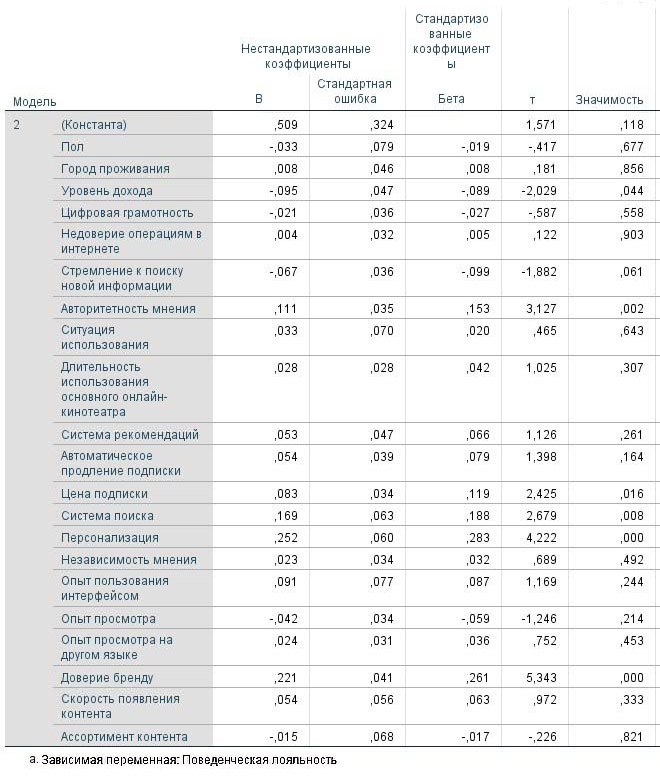 Нестандартизованные
коэффициенты
Стандартизо
ванные
коэффициент
ы
Модель
B
Стандартная
ошибка
Бета
т
Значимость
2 (Константа) ,509 ,324 1,571 ,118
Пол -,033 ,079 -,019 -,417 ,677
Город проживания ,008 ,046 ,008 ,181 ,856
Уровень дохода -,095 ,047 -,089 -2,029 ,044
Цифровая грамотность -,021 ,036 -,027 -,587 ,558
Недоверие операциям в ,004 ,032 ,005 ,122 ,903
интернете
Стремление к поиску -,067 ,036 -,099 -1,882 ,061
новой информации
Авторитетность мнения ,111 ,035 ,153 3,127 ,002
Ситуация ,033 ,070 ,020 ,465 ,643
использования
Длительность ,028 ,028 ,042 1,025 ,307
использования
основного онлайн-
кинотеатра
Система рекомендаций ,053 ,047 ,066 1,126 ,261
Автоматическое ,054 ,039 ,079 1,398 ,164
продление подписки
Цена подписки ,083 ,034 ,119 2,425 ,016
Система поиска ,169 ,063 ,188 2,679 ,008
Персонализация ,252 ,060 ,283 4,222 ,000
Независимость мнения ,023 ,034 ,032 ,689 ,492
Опыт пользования ,091 ,077 ,087 1,169 ,244
интерфейсом
Опыт просмотра -,042 ,034 -,059 -1,246 ,214
Опыт просмотра на ,024 ,031 ,036 ,752 ,453
другом языке
Доверие бренду ,221 ,041 ,261 5,343 ,000
Скорость появления ,054 ,056 ,063 ,972 ,333
контента
Ассортимент контента -,015 ,068 -,017 -,226 ,821
a. Зависимая переменная: Поведенческая лояльность